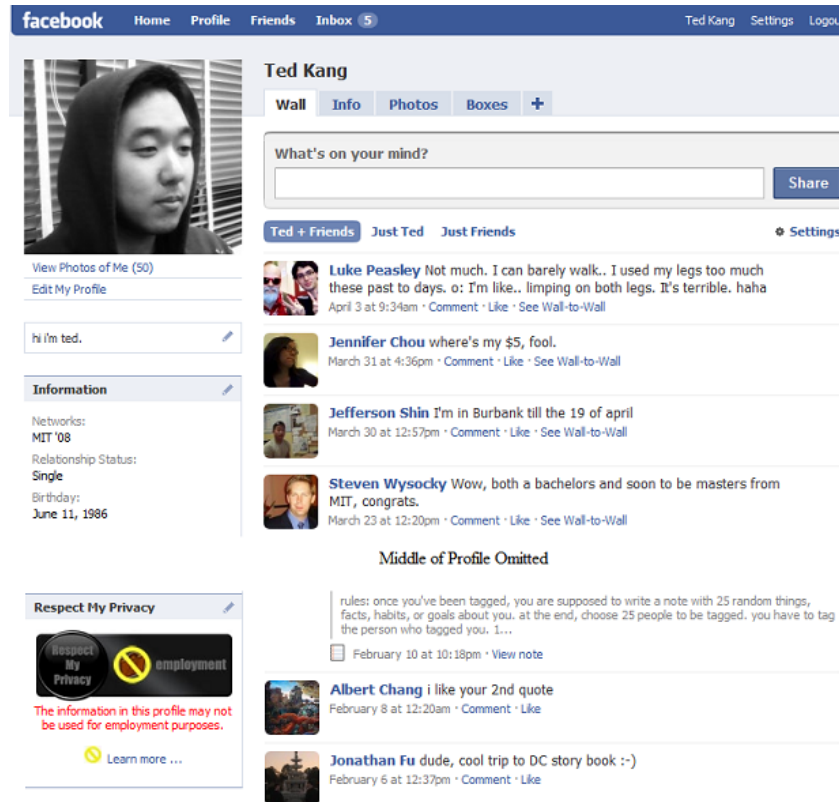 facebook Home Profile Friends Inbox 5 Ted Kang Settings Logou
Ted Kang
Wall Info Photos Boxes +
What's on your mind?
Share
Ted + Friends Just Ted Just Friends Settings
View Photos of Me (50)
Edit My Profile
hi i'm ted.
Information
Networks:
MIT '08
Relationship Status:
Single
Birthday:
June 11, 1986
Luke Peasley Not much. I can barely walk.. I used my legs too much
these past to days. o: I'm like.. limping on both legs. It's terrible. haha
April 3 at 9:34am · Comment · Like · See Wall-to-Wall
Jennifer Chou where's my $5, fool.
March 31 at 4:36pm · Comment · Like · See Wall-to-Wall
Jefferson Shin I'm in Burbank till the 19 of april
March 30 at 12:57pm · Comment · Like · See Wall-to-Wall
Steven Wysocky Wow, both a bachelors and soon to be masters from
MIT, congrats.
March 23 at 12:20pm · Comment · Like · See Wall-to-Wall
Middle of Profile Omitted
Respect My Privacy
Respect
My
Privacy
employment
The information in this profile may not
be used for employment purposes.
Learn more ...
rules: once you've been tagged, you are supposed to write a note with 25 random things,
facts, habits, or goals about you. at the end, choose 25 people to be tagged. you have to tag
the person who tagged you. 1...
February 10 at 10:18pm · View note
Albert Chang i like your 2nd quote
February 8 at 12:20am · Comment · Like
Jonathan Fu dude, cool trip to DC story book :-)
February 6 at 12:37pm · Comment · Like